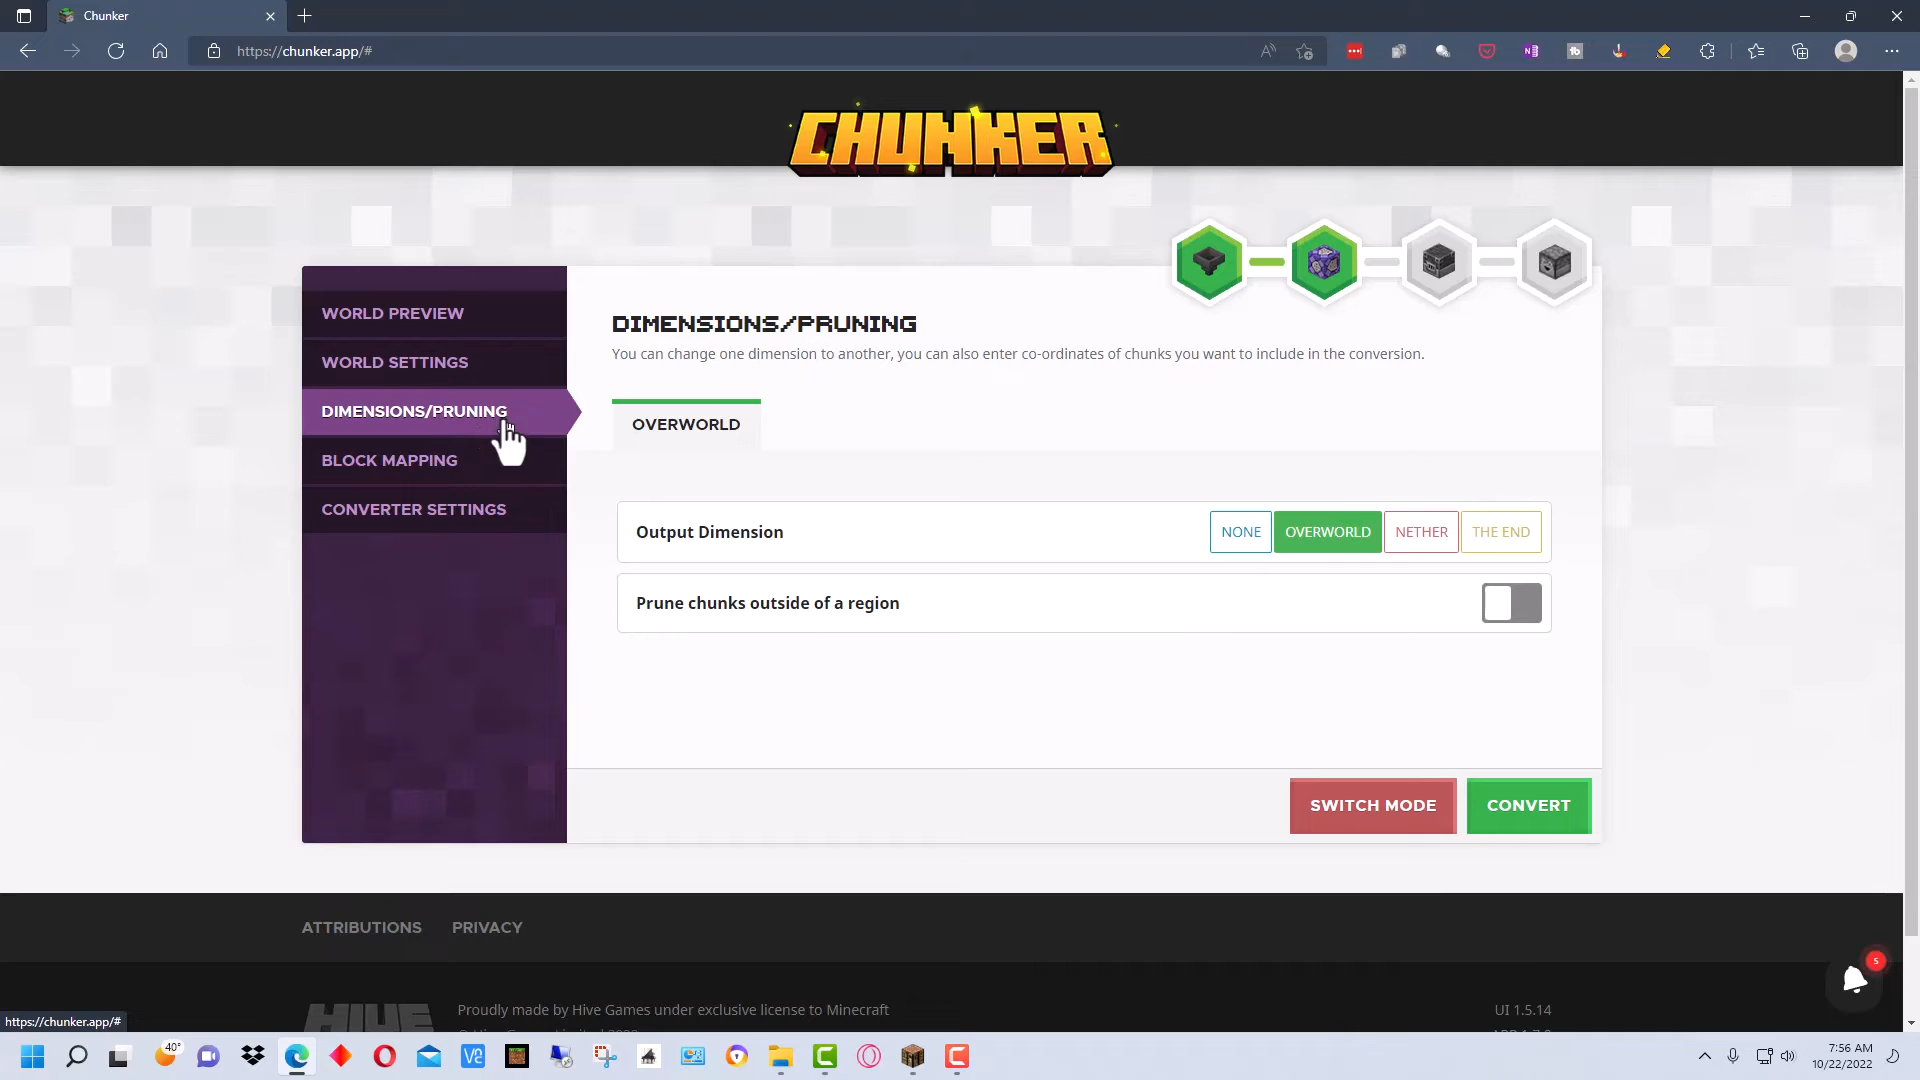 Chunker
https://chunker.app/#
CHUNKER
WORLD PREVIEW
WORLD SETTINGS
DIMENSIONS/PRUNING
BLOCK MAPPING
CONVERTER SETTINGS
DIMENSIONS/PRUNING
You can change one dimension to another, you can also enter co-ordinates of chunks you want to include in the conversion.
OVERWORLD
Output Dimension
NONE OVERWORLD NETHER THE END
Prune chunks outside of a region
SWITCH MODE CONVERT
ATTRIBUTIONS PRIVACY
5
HIVE
Proudly made by Hive Games under exclusive license to Minecraft
UI 1.5.14
https://chunker.app/#
40°
7:56 AM
10/22/2022